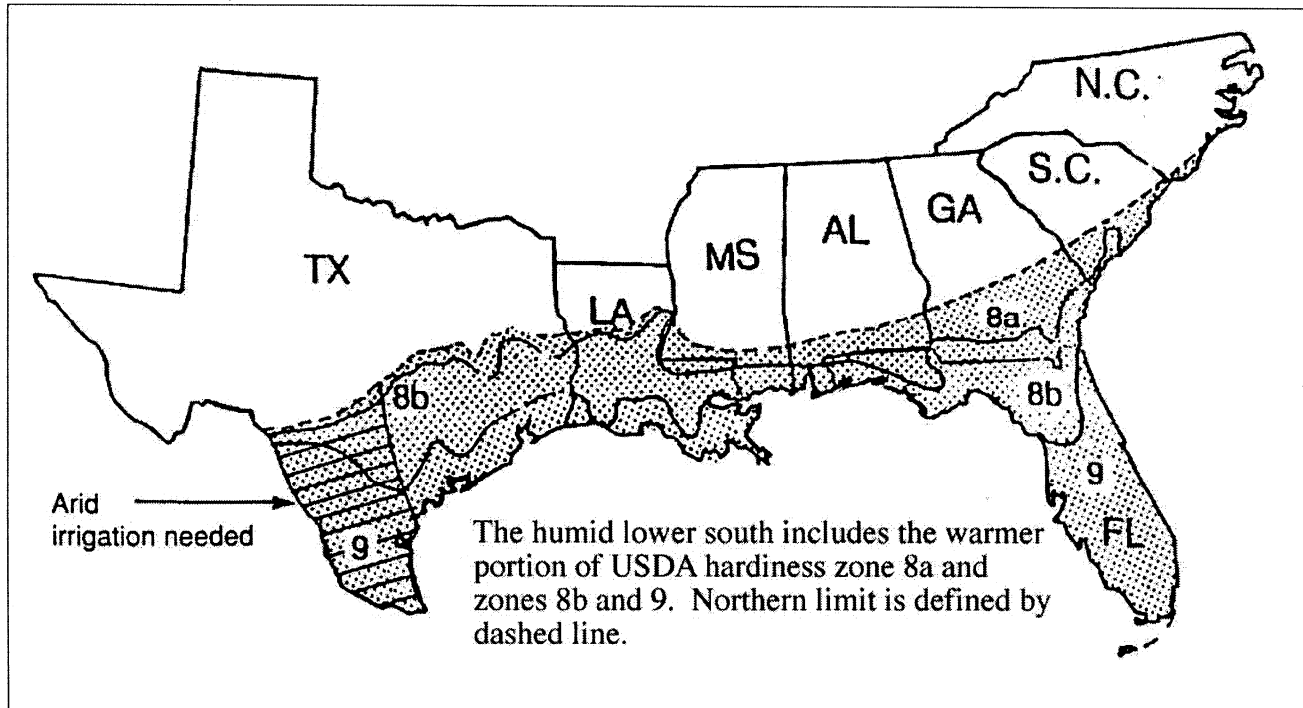 N.C.
S.C.
GA
AL
MS
TX
LA
8a
8b
8b
9
FL
9
Arid
irrigation needed
The humid lower south includes the warmer
portion of USDA hardiness zone 8a and
zones 8b and 9. Northern limit is defined by
dashed line.